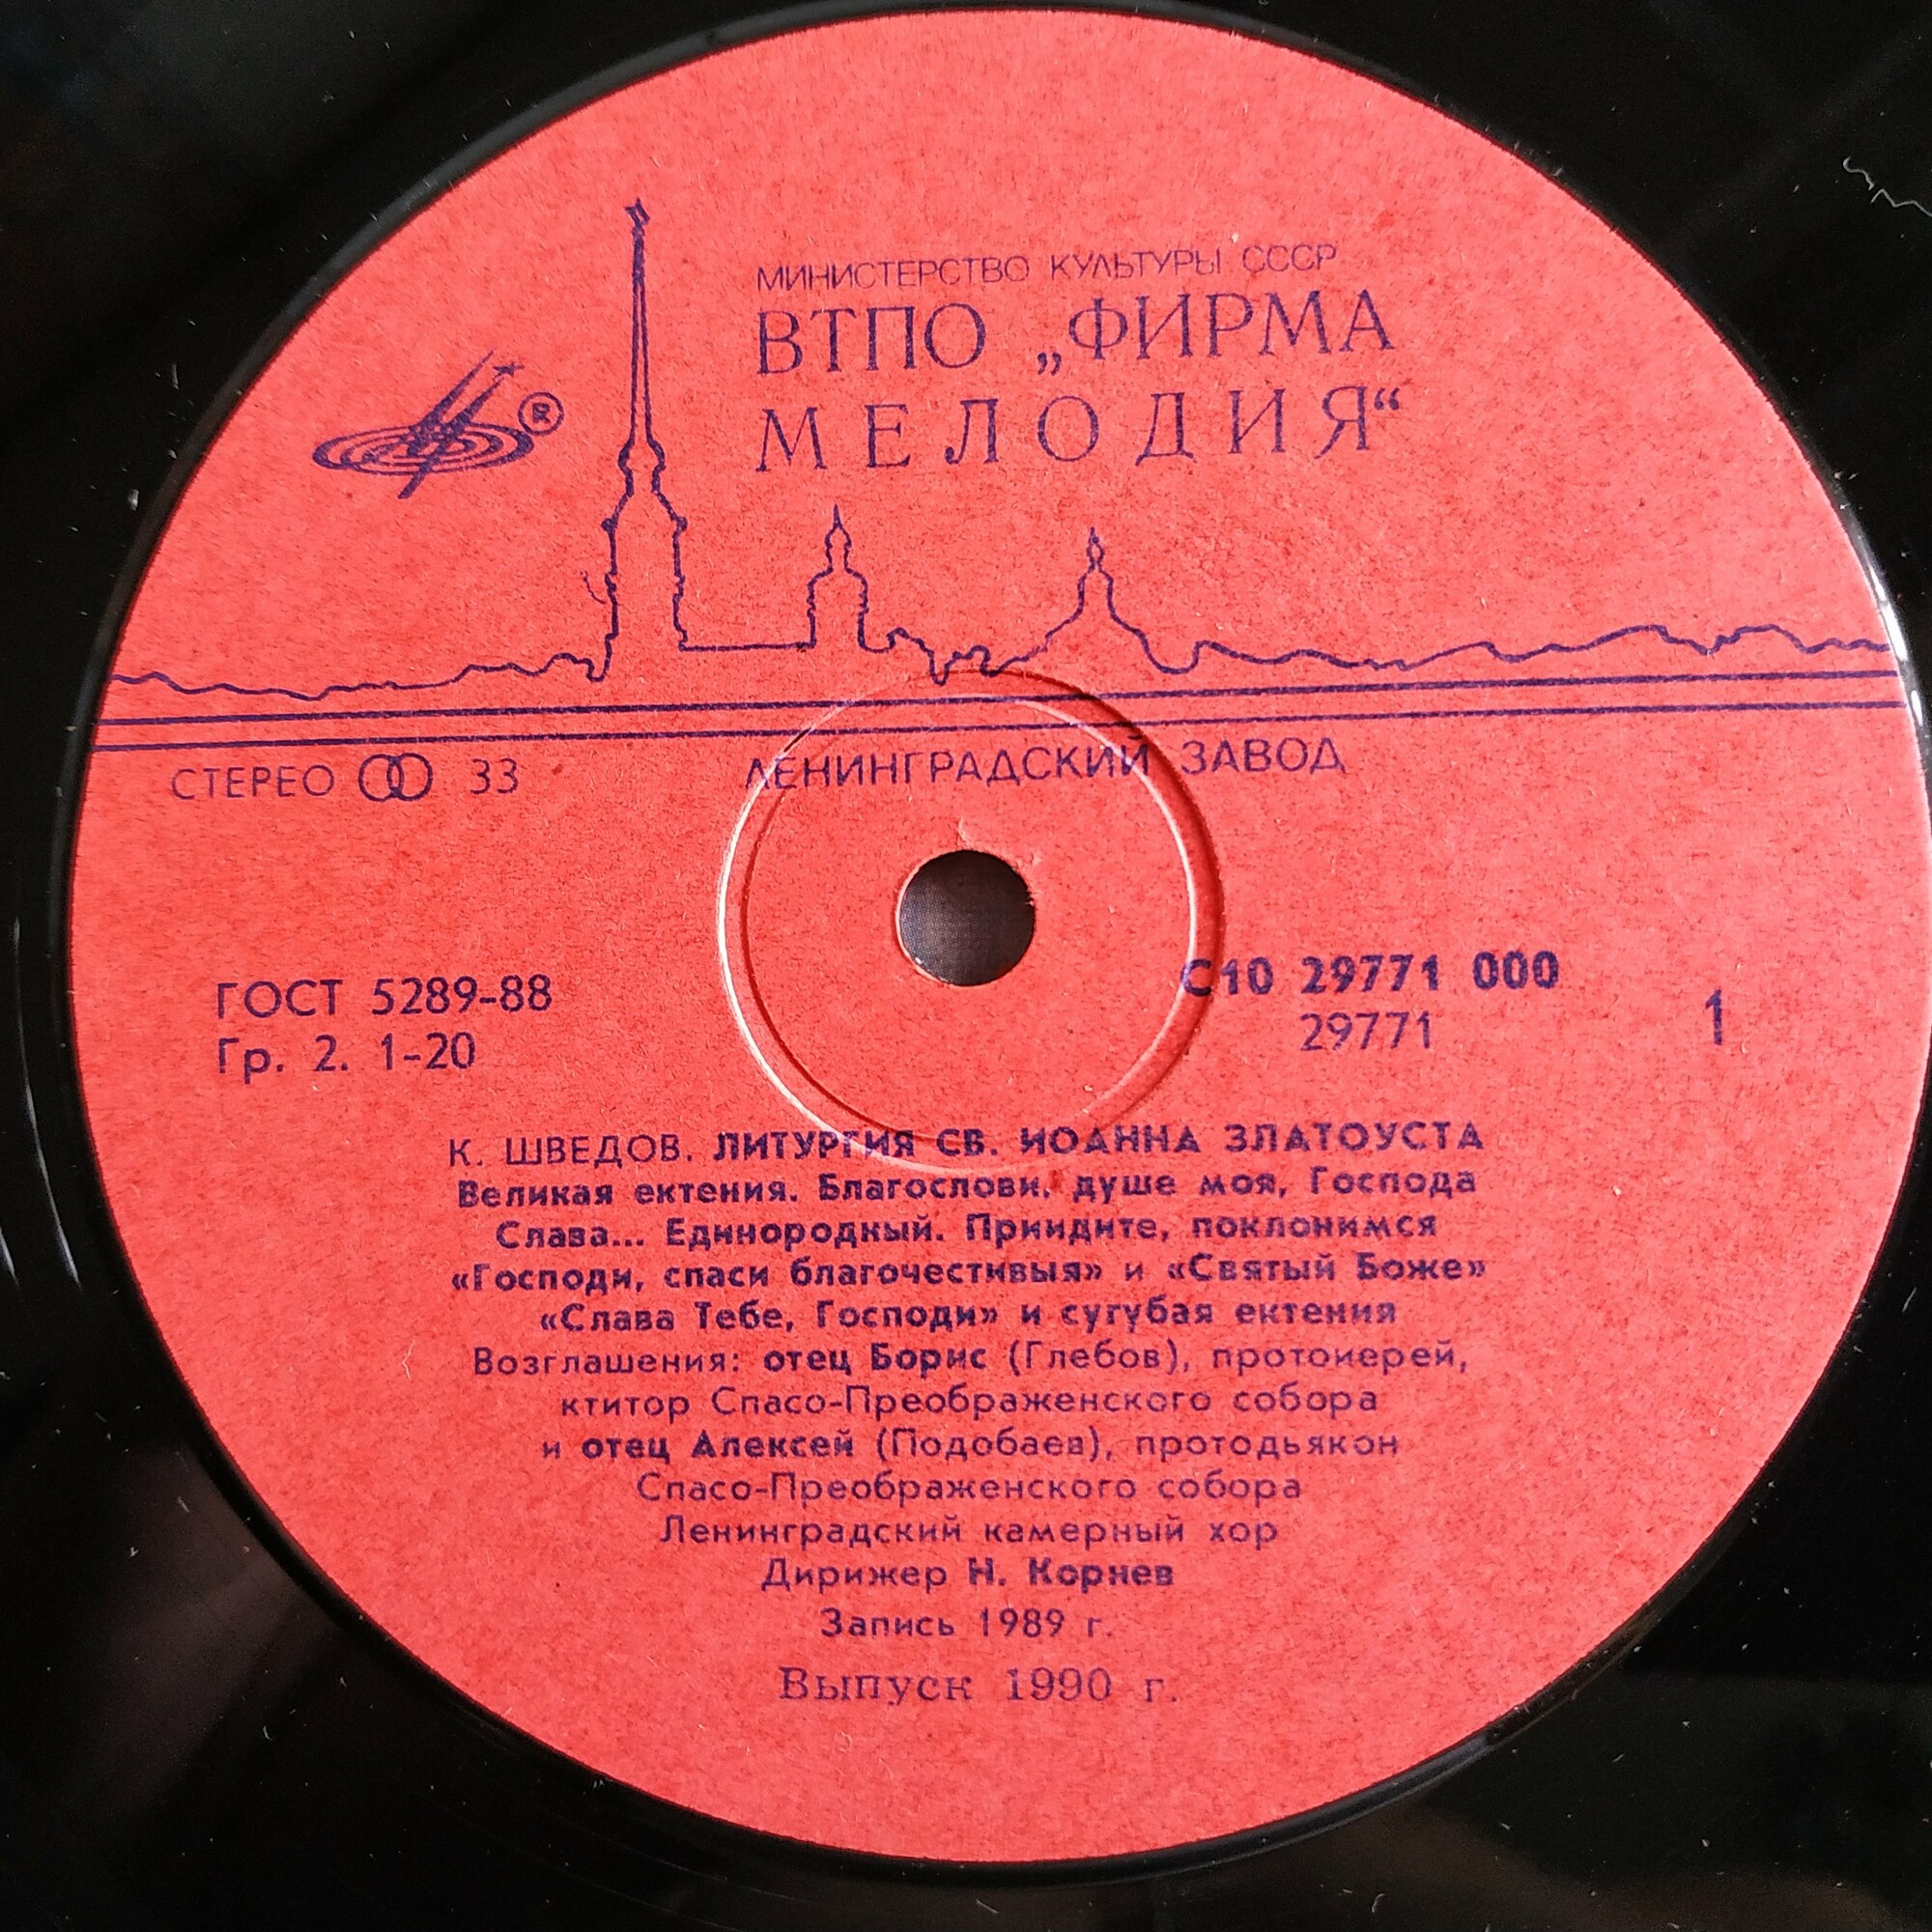 МИНИСТЕРСТВО КУЛЬТУРЫ СССР
ВТПО „ФИРМА
МЕЛОДИЯ“
®
СТЕРЕО 33
ЛЕНИНГРАДСКИЙ ЗАВОД
ГОСТ 5289-88
Гр. 2. 1-20
С10 29771 000
29771
1
К. ШВЕДОВ. ЛИТУРГИЯ СВ. ИОАННА ЗЛАТОУСТА
Великая ектения. Благослови, душе моя, Господа
Слава... Единородный. Приидите, поклонимся
«Господи, спаси благочестивыя» и «Святый Боже»
«Слава Тебе, Господи» и сугубая ектения
Возглашения: отец Борис (Глебов), протоиерей,
ктитор Спасо-Преображенского собора
и отец Алексей (Подобаев), протодьякон
Спасо-Преображенского собора
Ленинградский камерный хор
Дирижер Н. Корнев
Запись 1989 г.
Выпуск 1990 г.